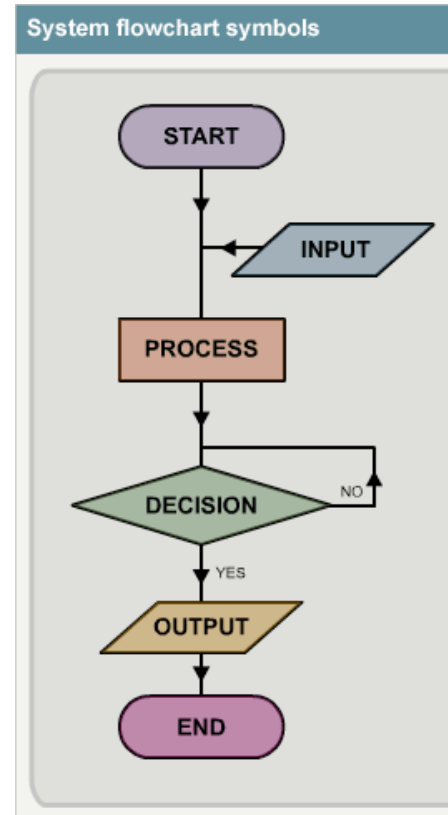 System flowchart symbols
START
INPUT
PROCESS
DECISION
NO
YES
OUTPUT
END